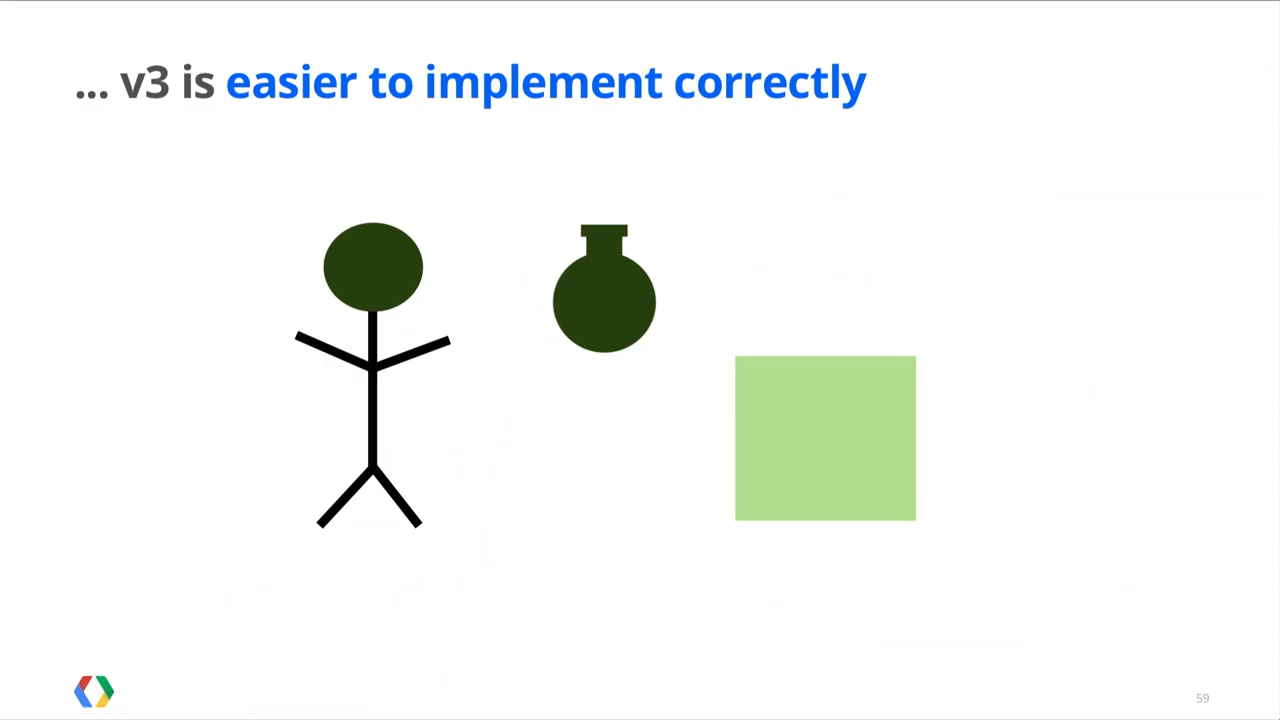 ... v3 is easier to implement correctly
59